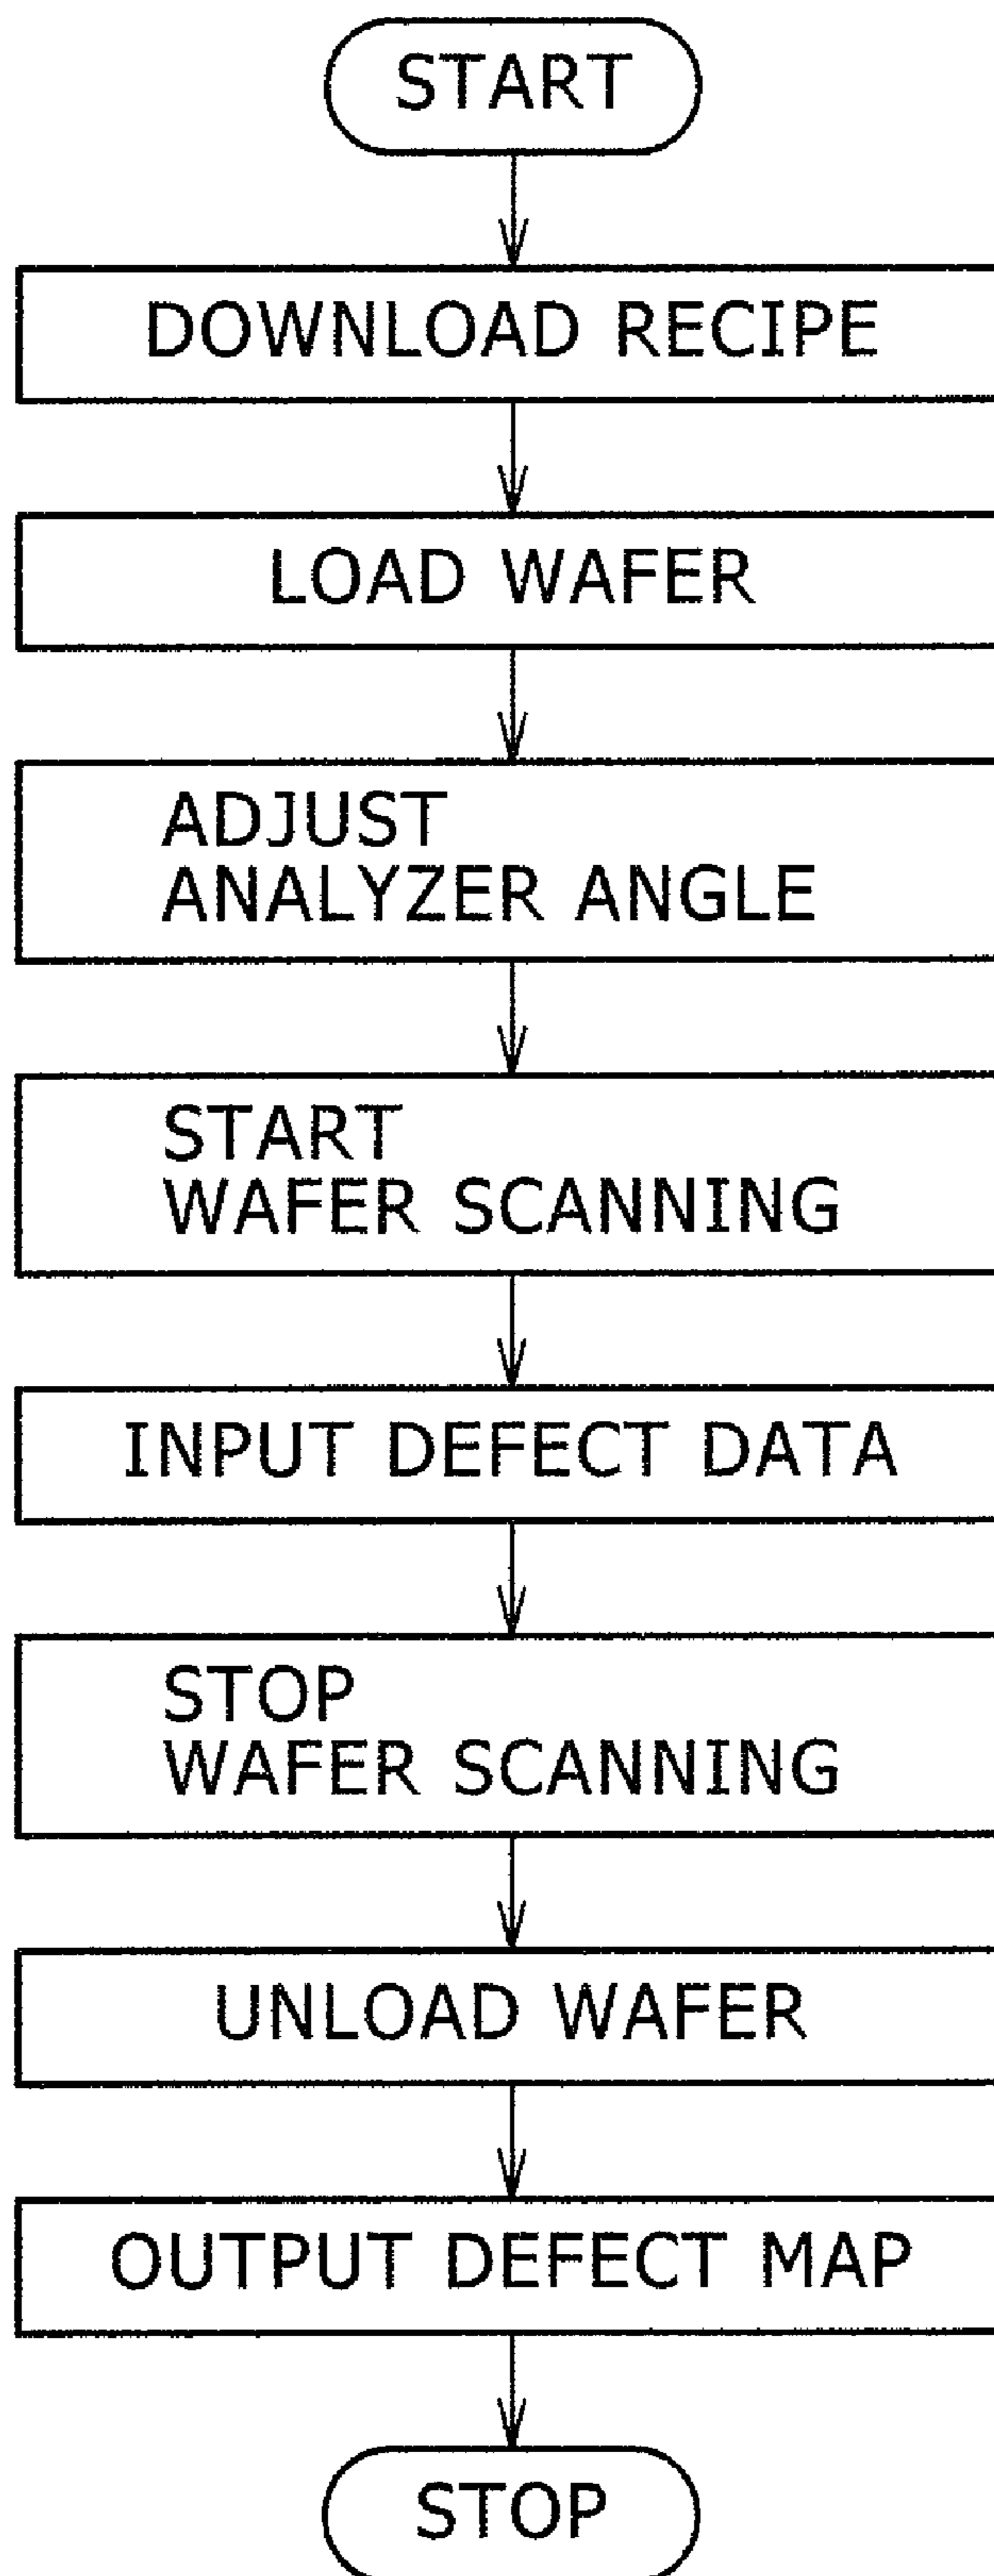 START
DOWNLOAD RECIPE
LOAD WAFER
ADJUST
ANALYZER ANGLE
START
WAFER SCANNING
INPUT DEFECT DATA
STOP
WAFER SCANNING
UNLOAD WAFER
OUTPUT DEFECT MAP
STOP